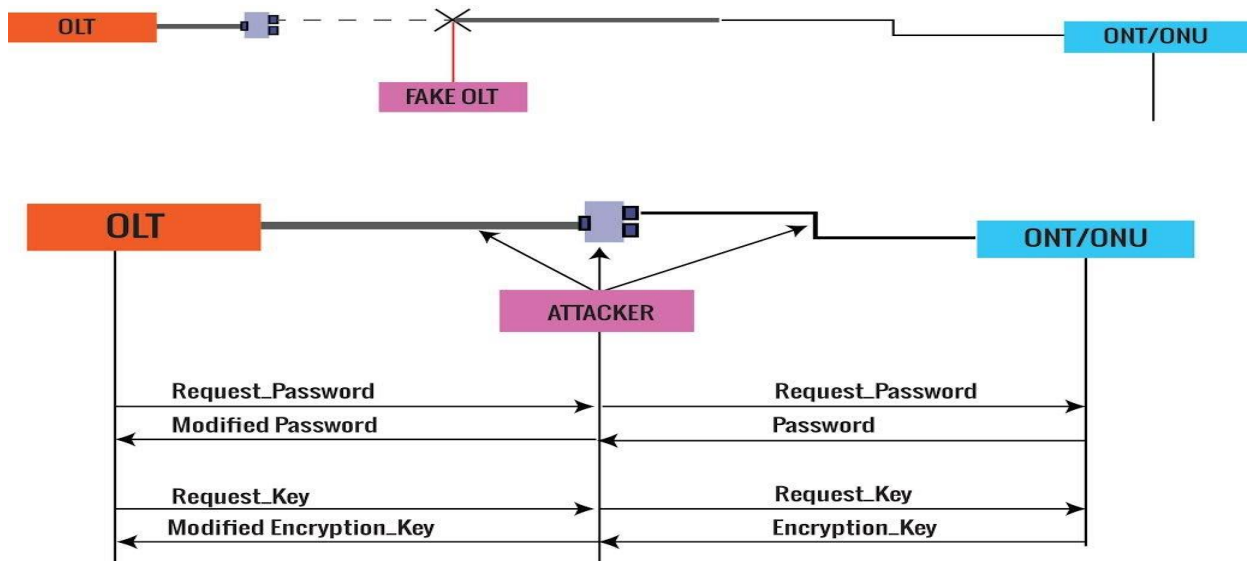 OLT
ONT/ONU
FAKE OLT
OLT
ONT/ONU
ATTACKER
Request_Password
Request_Password
Modified Password
Password
Request_Key
Request_Key
Modified Encryption_Key
Encryption_Key